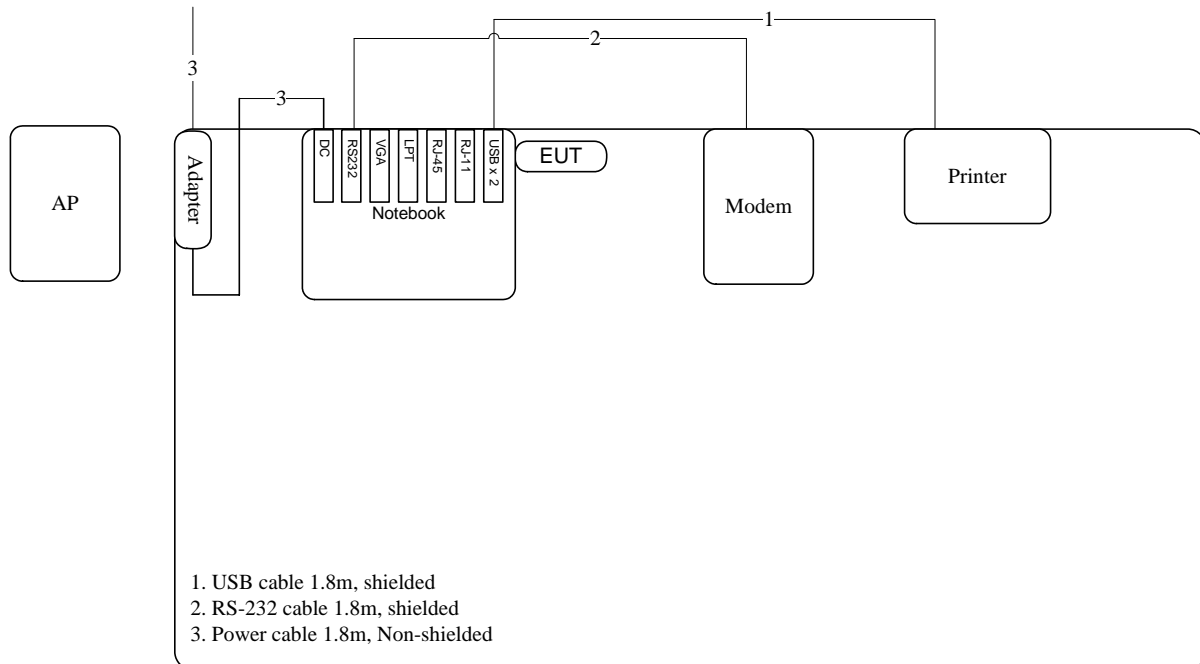 1
2
3
3
AP
Adapter
DC
RS232
VGA
LPT
RJ-45
RJ-11
USB x 2
Notebook
EUT
Modem
Printer
1. USB cable 1.8m, shielded
2. RS-232 cable 1.8m, shielded
3. Power cable 1.8m, Non-shielded